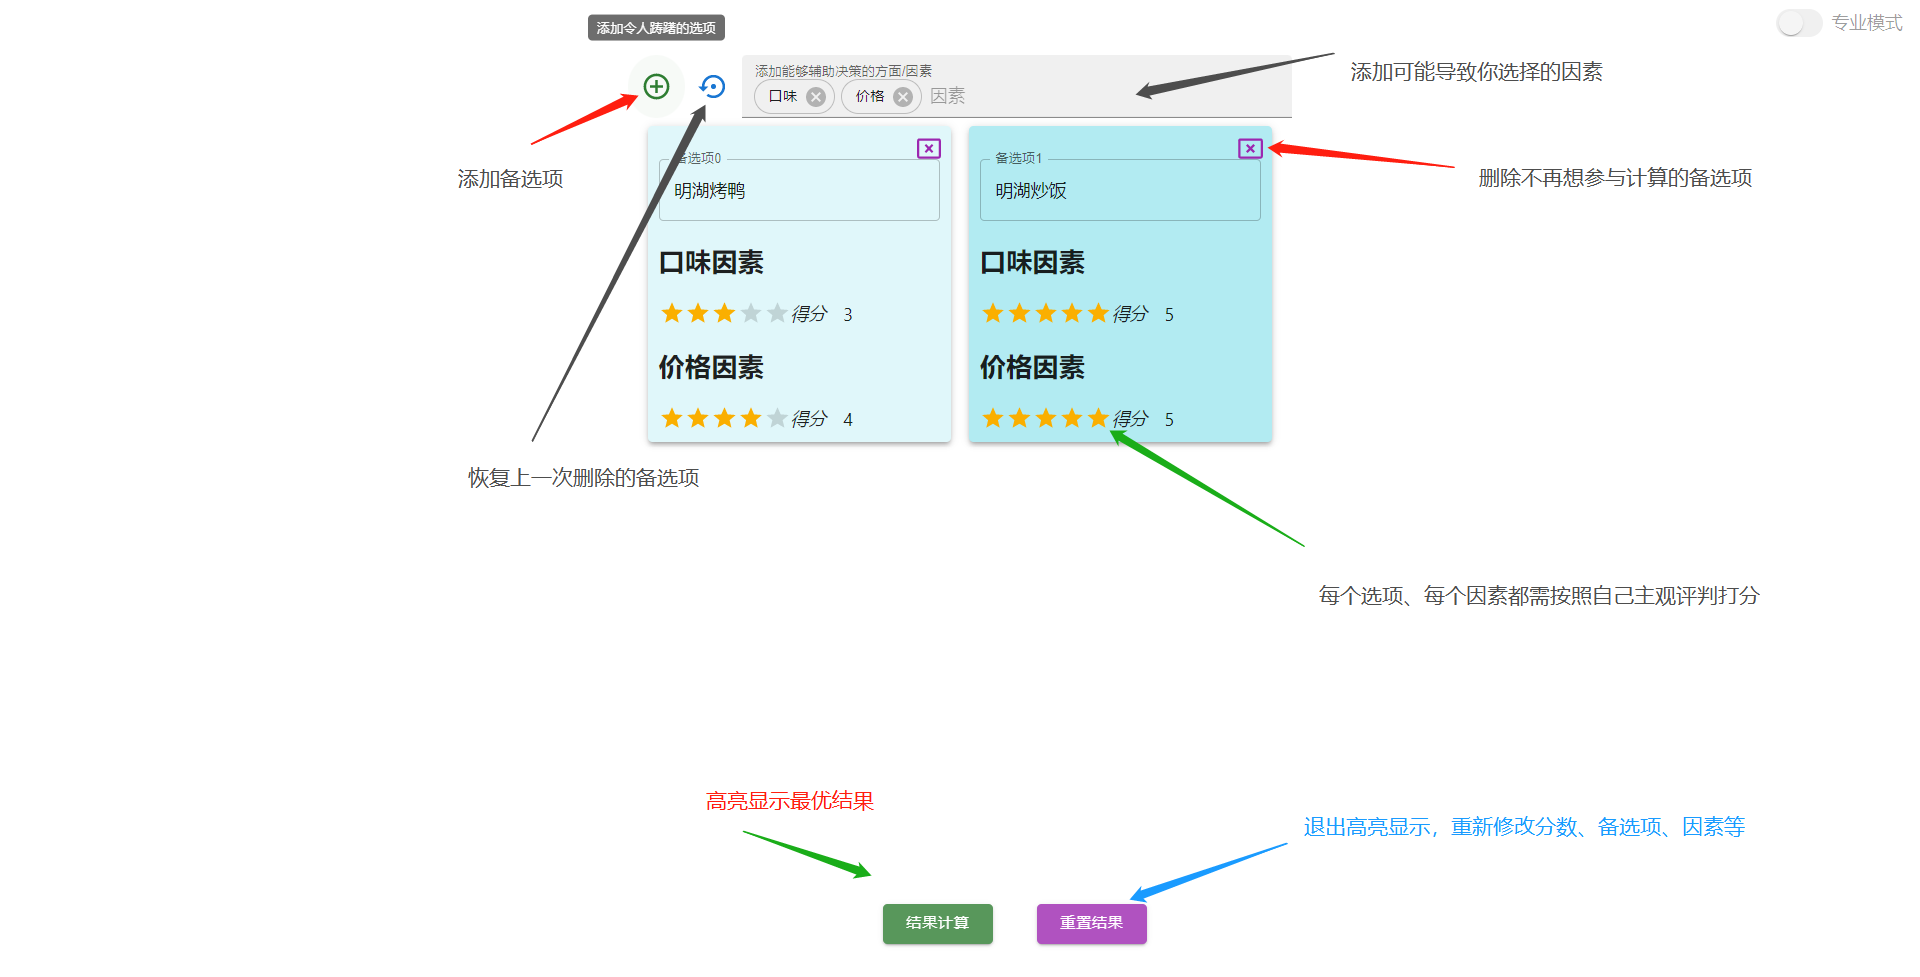 添加令人踌躇的选项
专业模式
添加能够辅助决策的方面/因素
口味
价格
因素
添加可能导致你选择的因素
添加备选项
备选项0
明湖烤鸭
口味因素
得分 3
价格因素
得分 4
备选项1
明湖炒饭
口味因素
得分 5
价格因素
得分 5
删除不再想参与计算的备选项
恢复上一次删除的备选项
每个选项、每个因素都需按照自己主观评判打分
高亮显示最优结果
退出高亮显示，重新修改分数、备选项、因素等
结果计算
重置结果